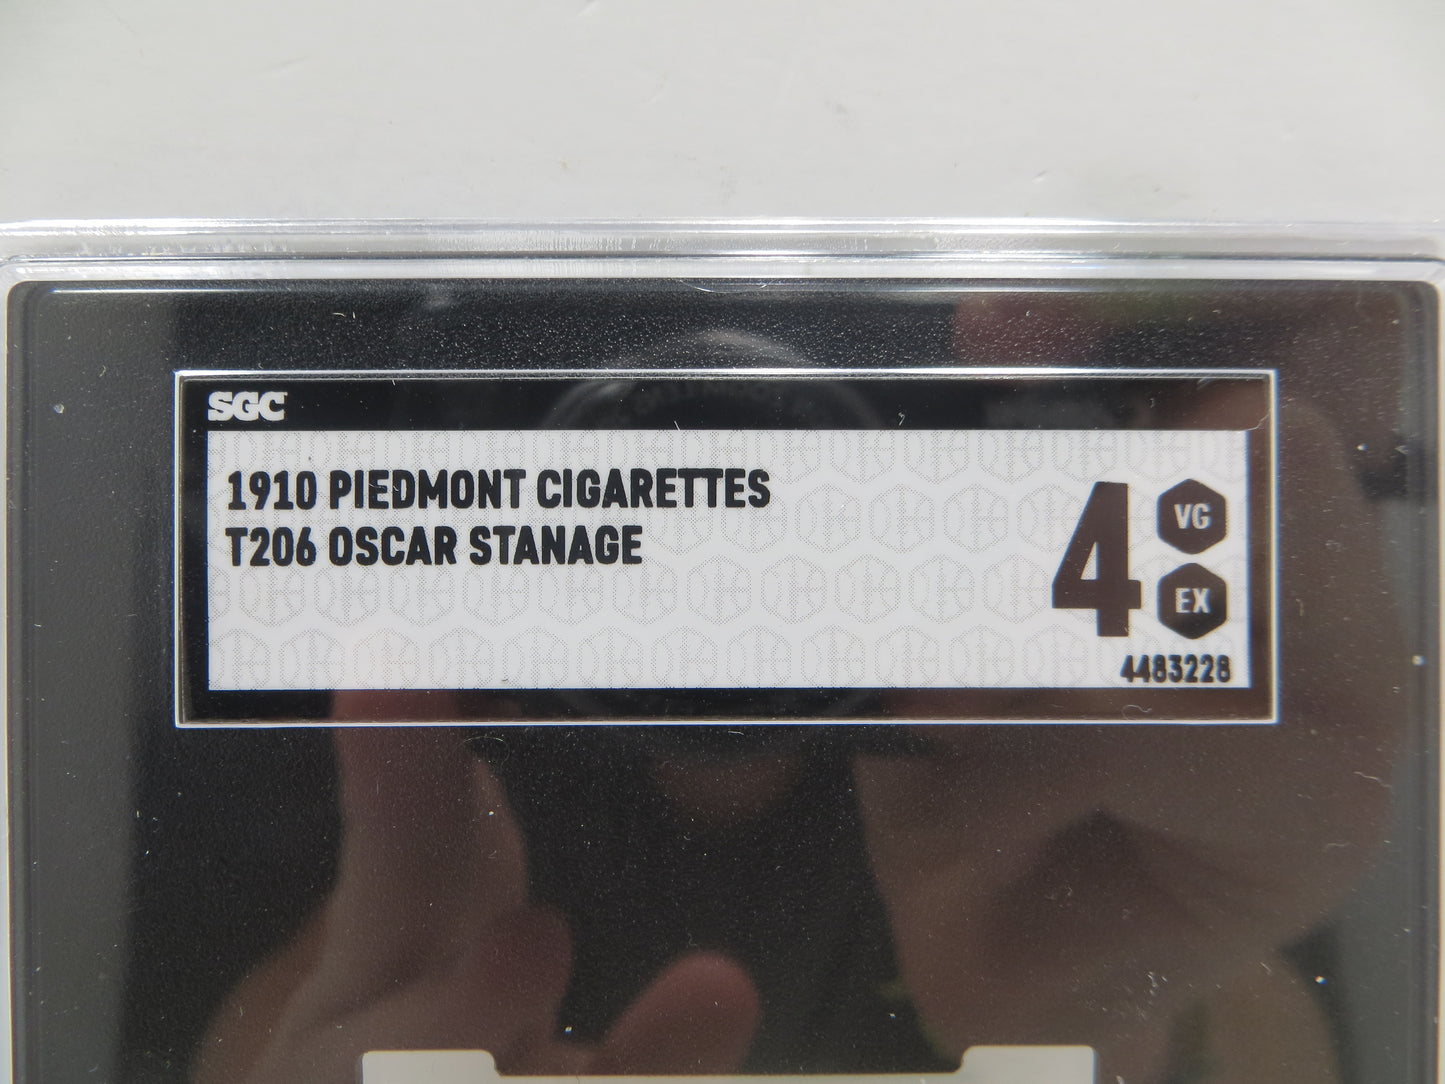 SGC
1910 PIEDMONT CIGARETTES
T206 OSCAR STANAGE
4
VG
EX
4483228